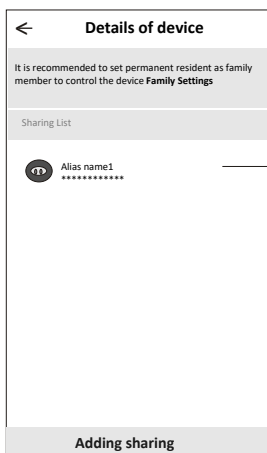 Details of device
It is recommended to set permanent resident as family
member to control the device Family Settings
Sharing List
Alias name1
************
Adding sharing